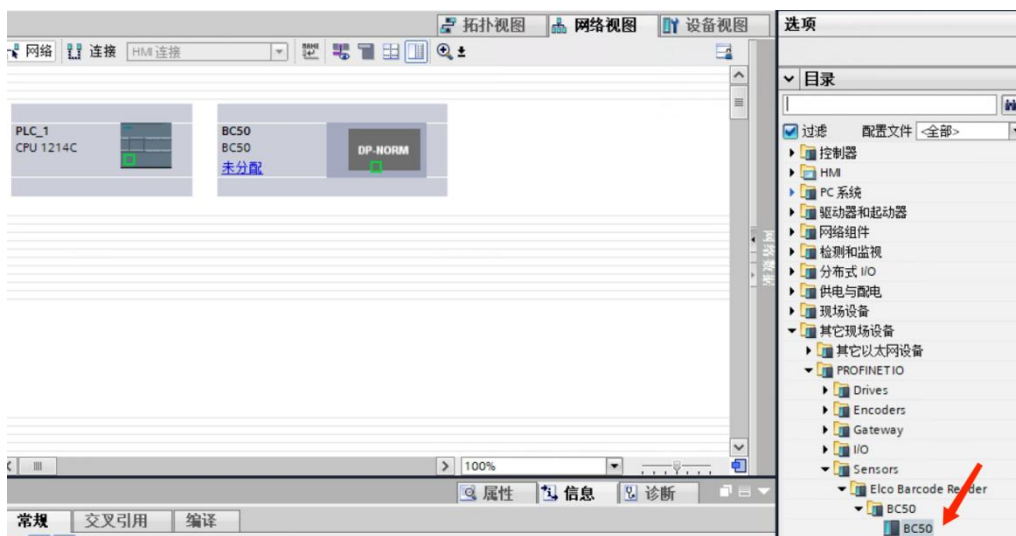 拓扑视图 网络视图 设备视图 选项
网络 连接 HMI 连接
目录
过滤 配置文件 <全部>
PLC_1
CPU 1214C
BC50
BC50
未分配
DP-NORM
控制器
HMI
PC 系统
驱动器和起动器
网络组件
检测和监视
分布式 I/O
供电与配电
现场设备
其它现场设备
其它以太网设备
PROFINET IO
Drives
Encoders
Gateway
I/O
Sensors
Elco Barcode Reader
BC50
BC50
网络数据
100%
属性 信息 诊断
常规 交叉引用 编译